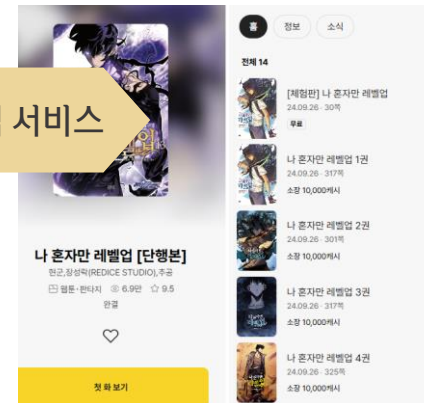 서비스
나 혼자만 레벨업 [단행본]
현군,장성락(REDICE STUDIO),추공
웹툰·판타지 6.9만 9.5
완결
첫 화 보기
홈 정보 소식
전체 14
[체험판] 나 혼자만 레벨업
24.09.26 · 30쪽
무료
나 혼자만 레벨업 1권
24.09.26 · 317쪽
소장 10,000캐시
나 혼자만 레벨업 2권
24.09.26 · 301쪽
소장 10,000캐시
나 혼자만 레벨업 3권
24.09.26 · 317쪽
소장 10,000캐시
나 혼자만 레벨업 4권
24.09.26 · 325쪽
소장 10,000캐시